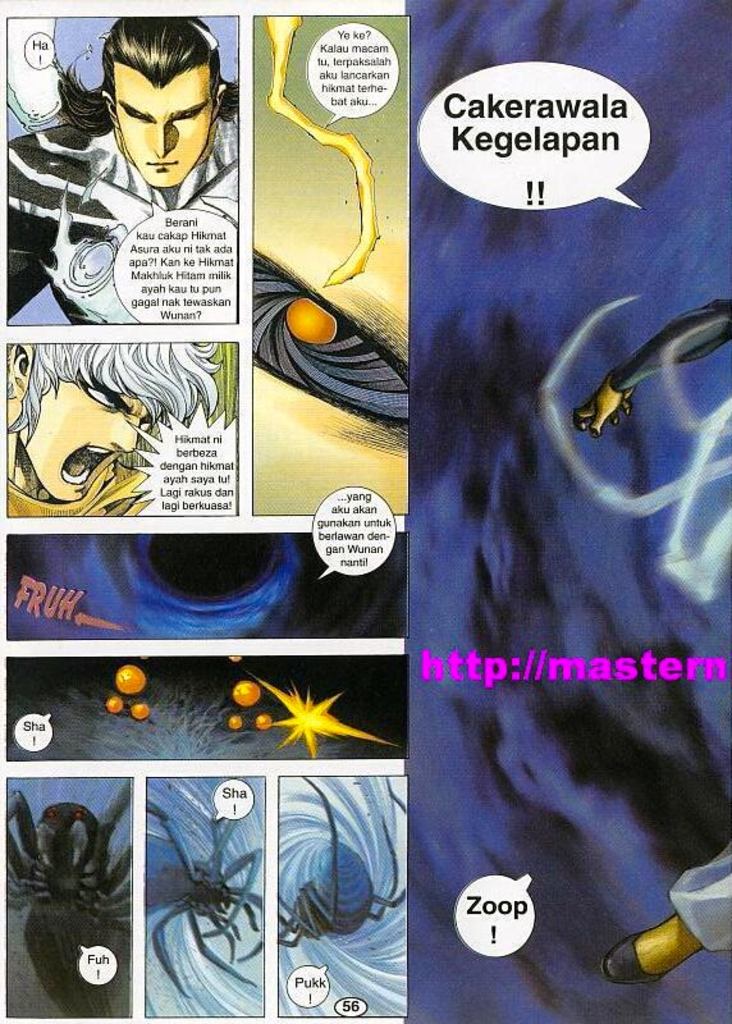 Ha
!
Berani
kau cakap Hikmat
Asura aku ni tak ada
apa?! Kan ke Hikmat
Makhluk Hitam milik
ayah kau tu pun
gagal nak tewaskan
Wunan?
Hikmat ni
berbeza
dengan hikmat
ayah saya tu!
Lagi rakus dan
lagi berkuasa!
Ye ke?
Kalau macam
tu, terpaksalah
aku lancarkan
hikmat terhe-
bat aku...
...yang
aku akan
gunakan untuk
berlawan den-
gan Wunan
nanti!
FRUH
Sha
!
Fuh
!
Sha
!
Pukk
!
56
Cakerawala
Kegelapan
!!
http://mastern
Zoop
!